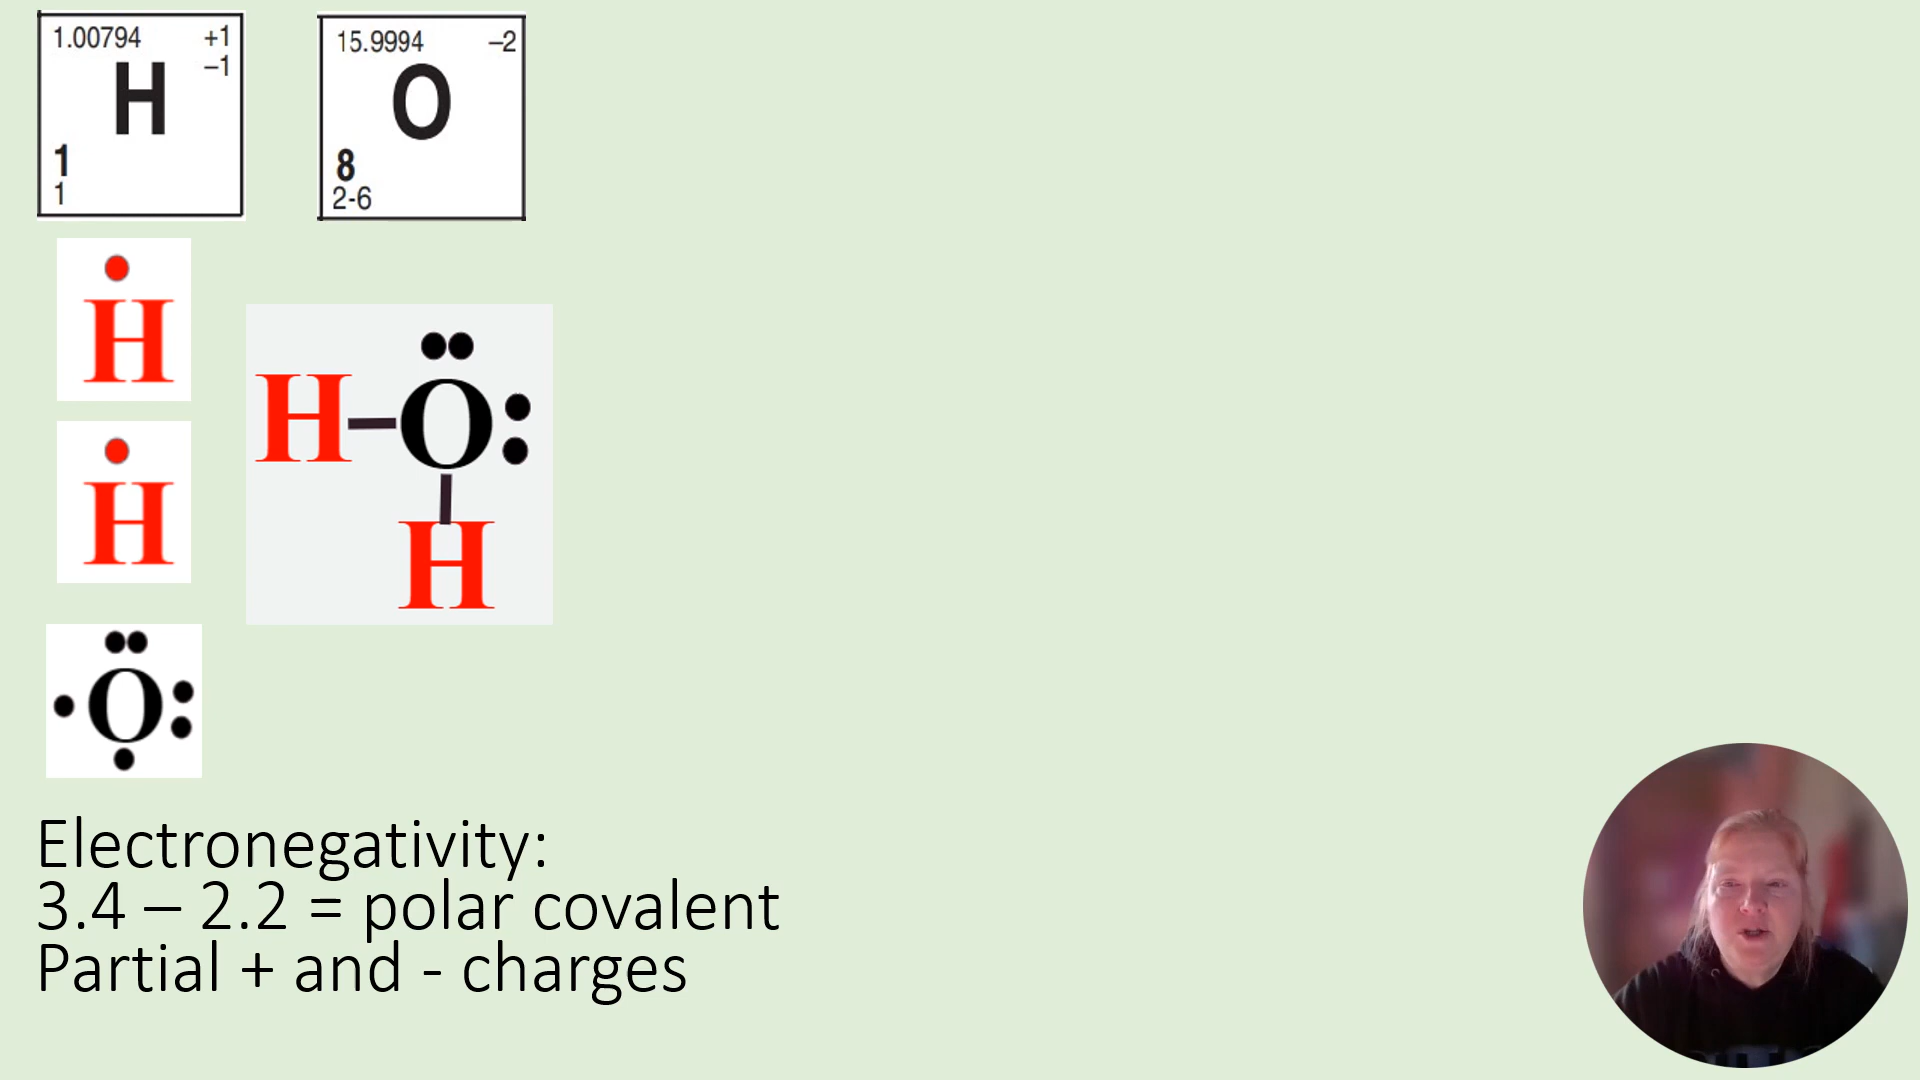 1.00794 +1
–1
H
1
1
15.9994 –2
O
8
2-6
H
H
O
H–O
H
Electronegativity:
3.4 – 2.2 = polar covalent
Partial + and - charges